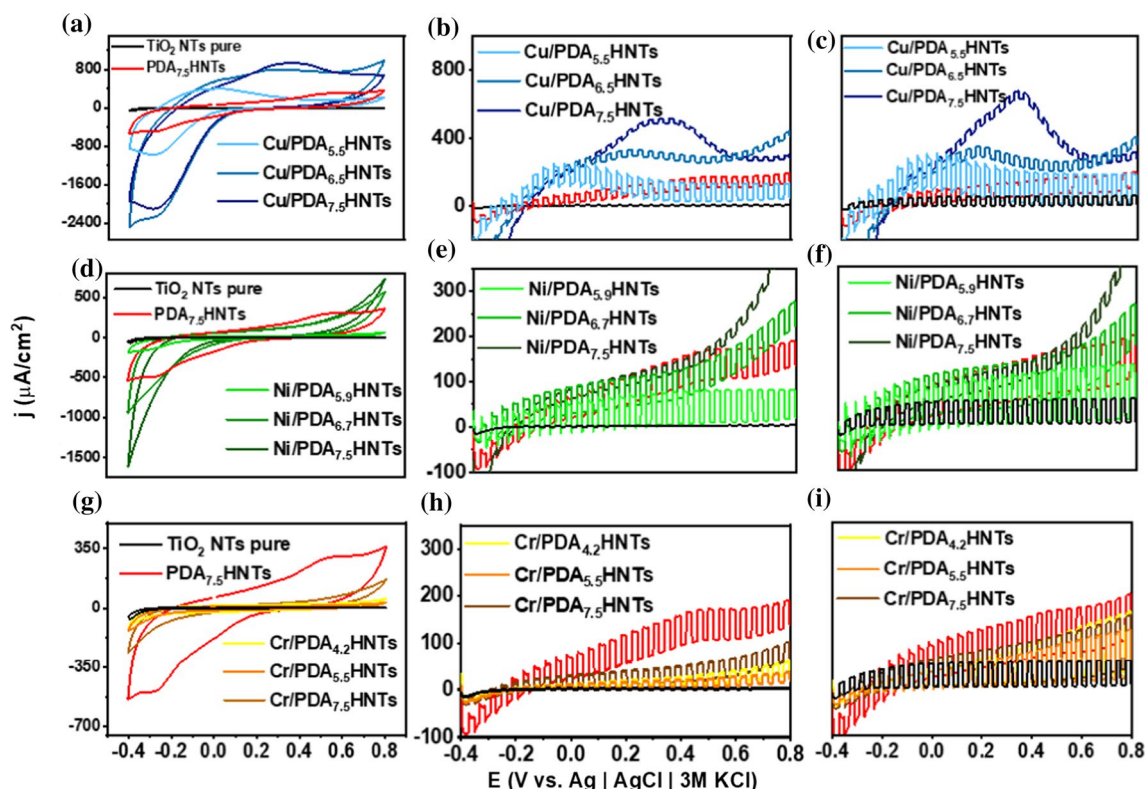 (a)
TiO₂ NTs pure
PDA₇.₅HNTs
Cu/PDA₅.₅HNTs
Cu/PDA₆.₅HNTs
Cu/PDA₇.₅HNTs
800
0
-800
-1600
-2400
(b)
Cu/PDA₅.₅HNTs
Cu/PDA₆.₅HNTs
Cu/PDA₇.₅HNTs
800
400
0
(c)
Cu/PDA₅.₅HNTs
Cu/PDA₆.₅HNTs
Cu/PDA₇.₅HNTs
(d)
TiO₂ NTs pure
PDA₇.₅HNTs
Ni/PDA₅.₉HNTs
Ni/PDA₆.₇HNTs
Ni/PDA₇.₅HNTs
500
0
-500
-1000
-1500
j (μA/cm²)
(e)
Ni/PDA₅.₉HNTs
Ni/PDA₆.₇HNTs
Ni/PDA₇.₅HNTs
300
200
100
0
-100
(f)
Ni/PDA₅.₉HNTs
Ni/PDA₆.₇HNTs
Ni/PDA₇.₅HNTs
(g)
TiO₂ NTs pure
PDA₇.₅HNTs
Cr/PDA₄.₂HNTs
Cr/PDA₅.₅HNTs
Cr/PDA₇.₅HNTs
350
0
-350
-700
-0.4 -0.2 0.0 0.2 0.4 0.6 0.8
(h)
Cr/PDA₄.₂HNTs
Cr/PDA₅.₅HNTs
Cr/PDA₇.₅HNTs
300
200
100
0
-100
-0.4 -0.2 0.0 0.2 0.4 0.6 0.8
(i)
Cr/PDA₄.₂HNTs
Cr/PDA₅.₅HNTs
Cr/PDA₇.₅HNTs
-0.4 -0.2 0.0 0.2 0.4 0.6 0.8
E (V vs. Ag | AgCl | 3M KCl)